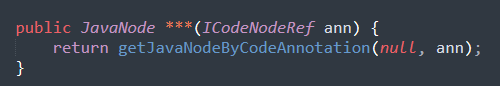 public JavaNode ***(ICodeNodeRef ann) {
return getJavaNodeByCodeAnnotation(null, ann);
}